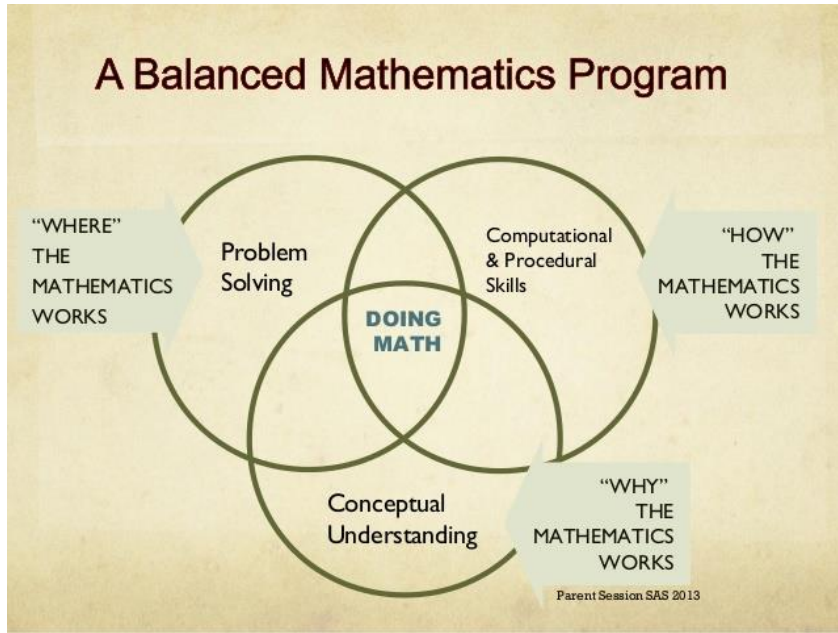 A Balanced Mathematics Program
“WHERE”
THE
MATHEMATICS
WORKS
Problem
Solving
Computational
& Procedural
Skills
“HOW”
THE
MATHEMATICS
WORKS
DOING
MATH
Conceptual
Understanding
“WHY”
THE
MATHEMATICS
WORKS
Parent Session SAS 2013